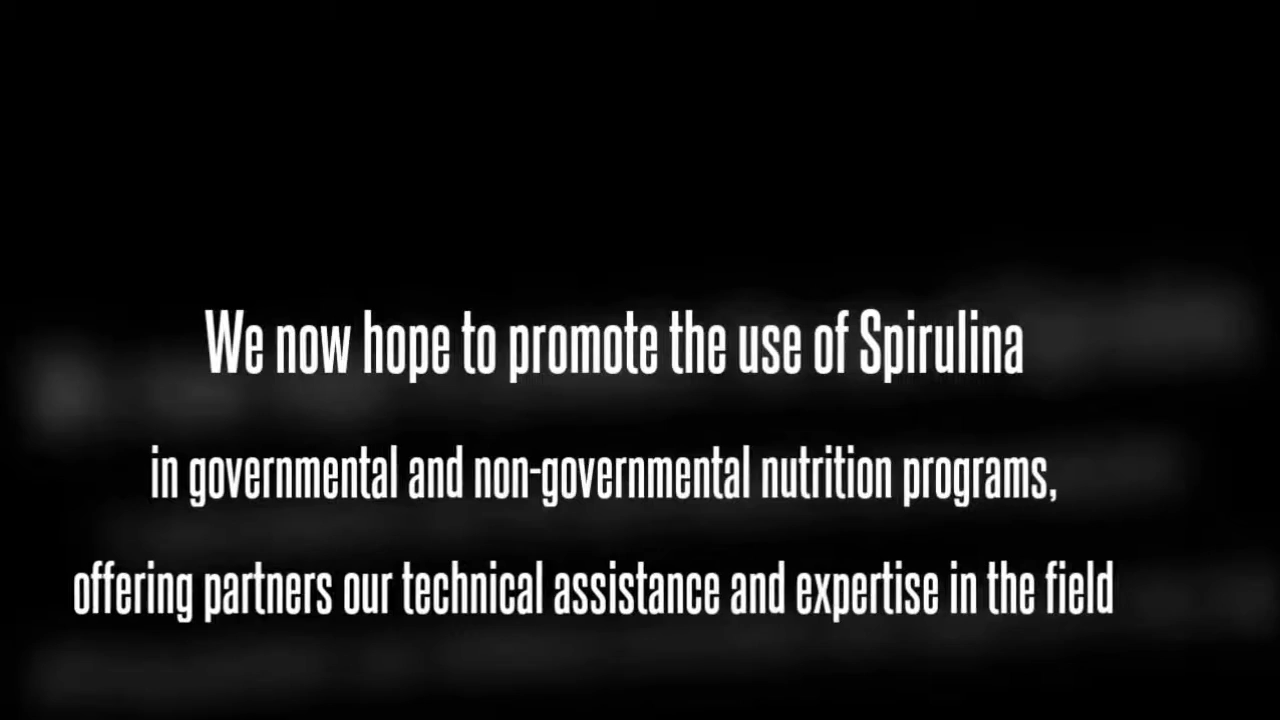 We now hope to promote the use of Spirulina
in governmental and non-governmental nutrition programs,
offering partners our technical assistance and expertise in the field